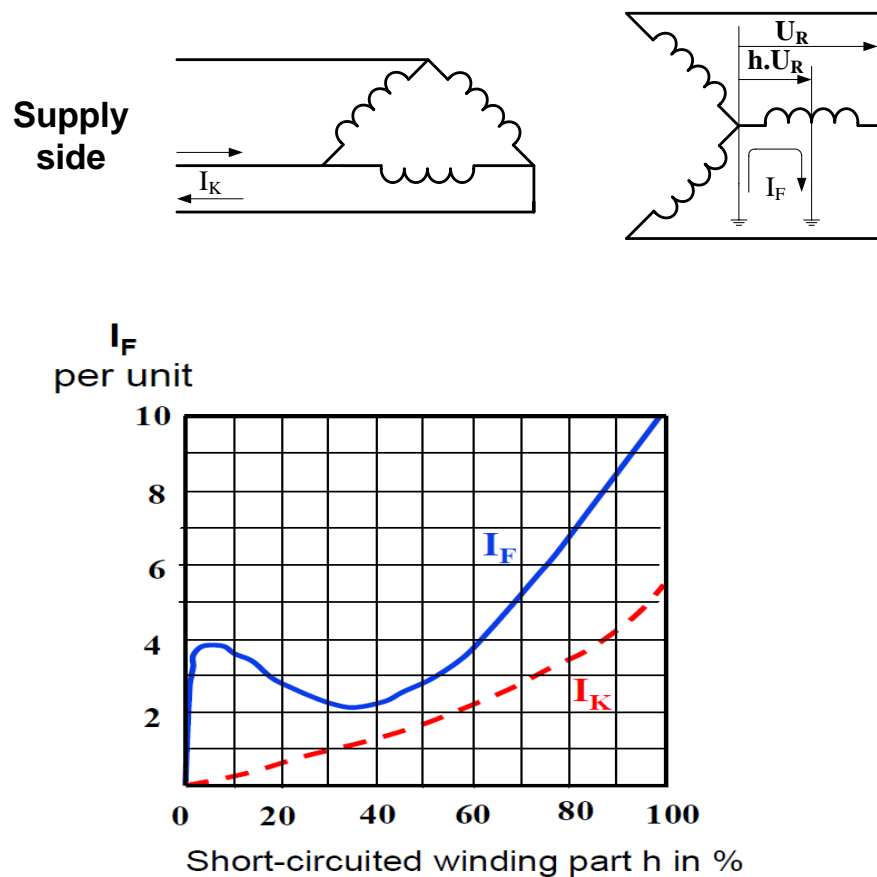 U_R
h.U_R
Supply
side
I_K
I_F
I_F
per unit
10
8
6
4
2
I_F
I_K
0 20 40 60 80 100
Short-circuited winding part h in %